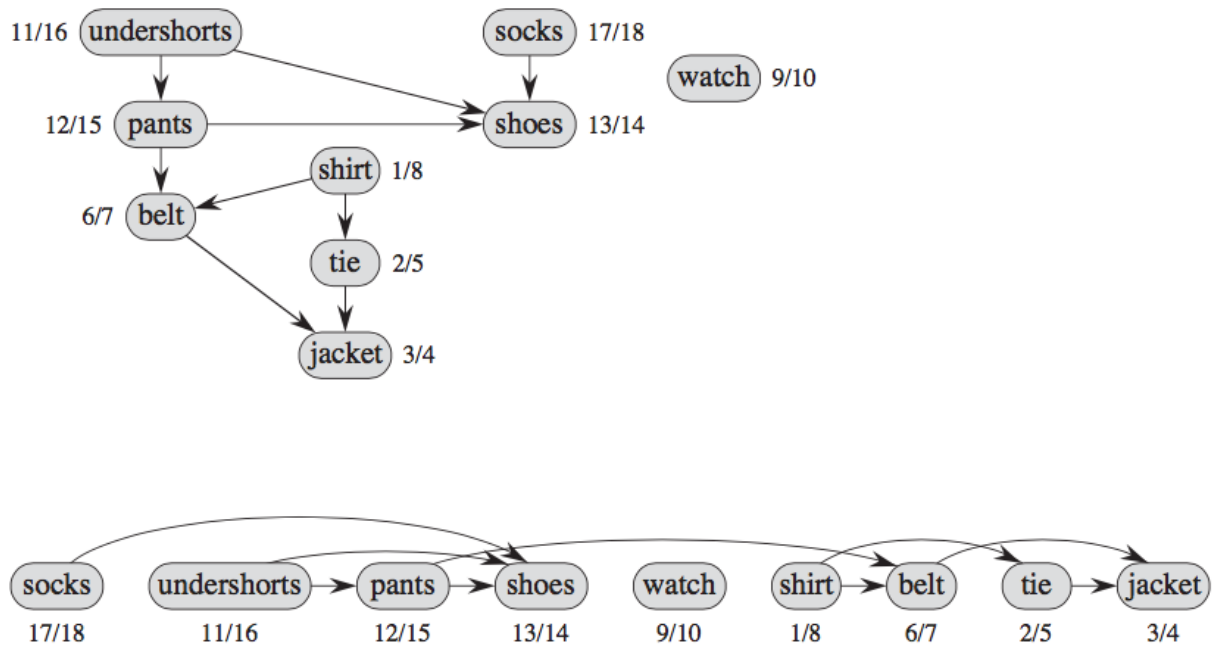 11/16 undershorts socks 17/18
watch 9/10
12/15 pants shoes 13/14
shirt 1/8
6/7 belt
tie 2/5
jacket 3/4
socks undershorts pants shoes watch shirt belt tie jacket
17/18 11/16 12/15 13/14 9/10 1/8 6/7 2/5 3/4